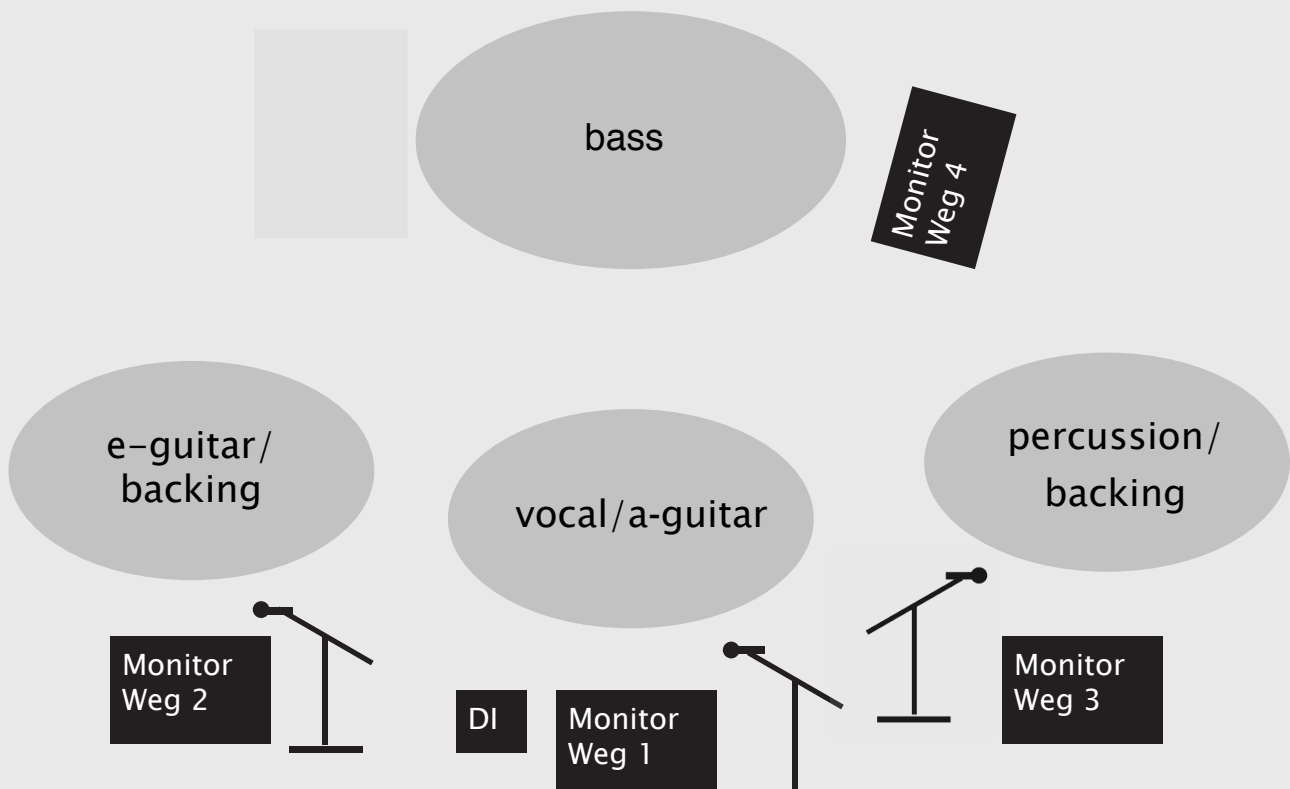 bass
Monitor
Weg 4
e–guitar/
backing
vocal/a-guitar
percussion/
backing
Monitor
Weg 2
DI
Monitor
Weg 1
Monitor
Weg 3